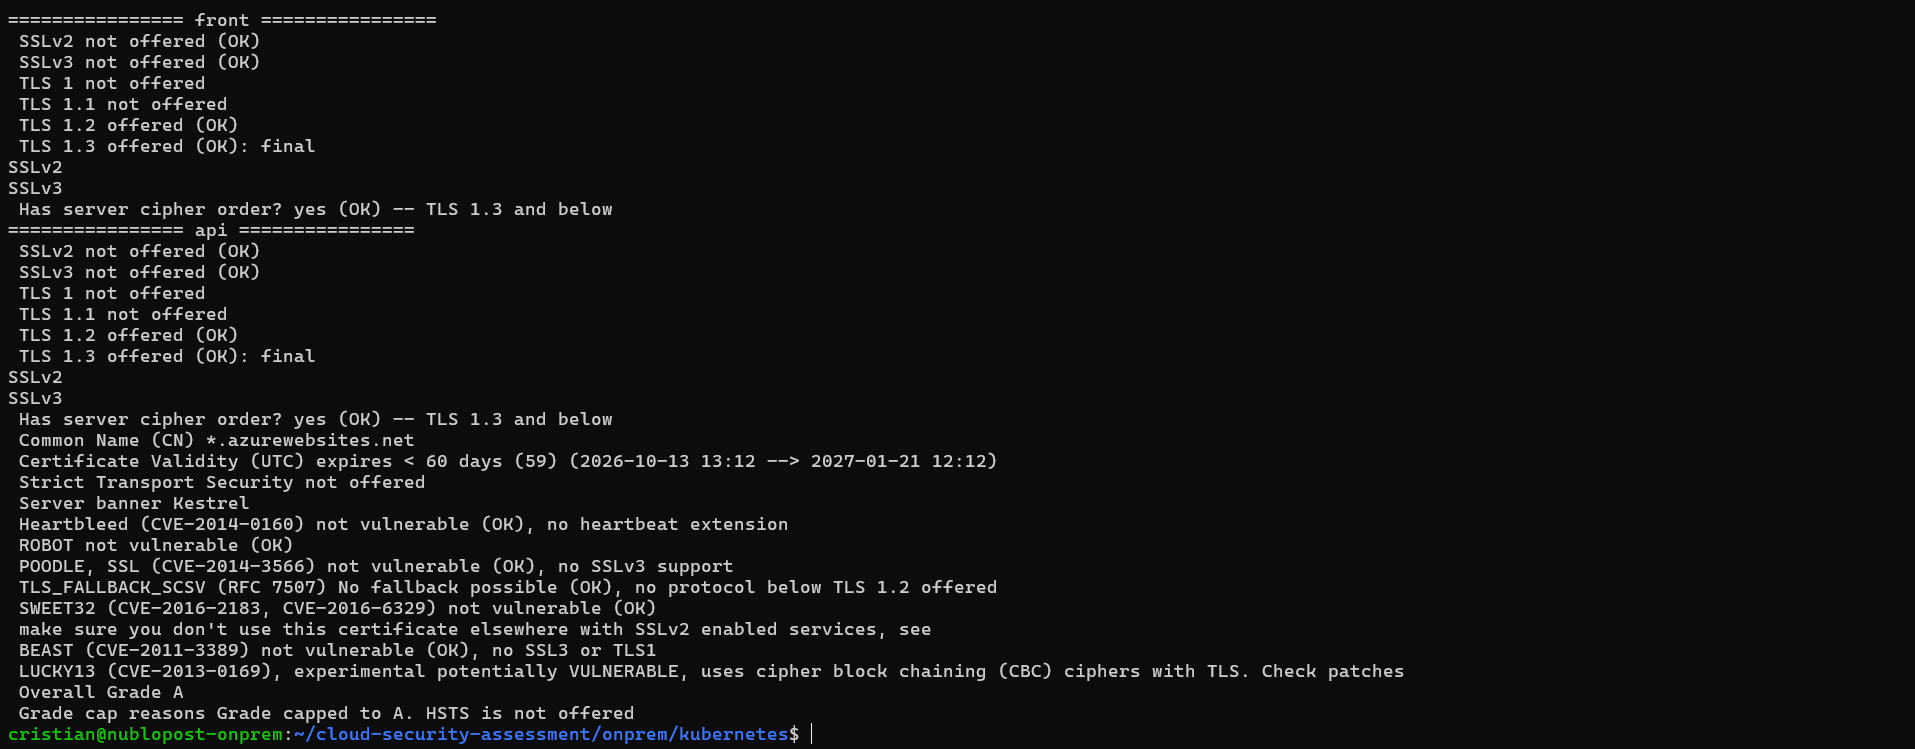 ================ front ================
SSLv2 not offered (OK)
SSLv3 not offered (OK)
TLS 1 not offered
TLS 1.1 not offered
TLS 1.2 offered (OK)
TLS 1.3 offered (OK): final
SSLv2
SSLv3
Has server cipher order? yes (OK) -- TLS 1.3 and below
================ api ================
SSLv2 not offered (OK)
SSLv3 not offered (OK)
TLS 1 not offered
TLS 1.1 not offered
TLS 1.2 offered (OK)
TLS 1.3 offered (OK): final
SSLv2
SSLv3
Has server cipher order? yes (OK) -- TLS 1.3 and below
Common Name (CN) *.azurewebsites.net
Certificate Validity (UTC) expires < 60 days (59) (2026-10-13 13:12 --> 2027-01-21 12:12)
Strict Transport Security not offered
Server banner Kestrel
Heartbleed (CVE-2014-0160) not vulnerable (OK), no heartbeat extension
ROBOT not vulnerable (OK)
POODLE, SSL (CVE-2014-3566) not vulnerable (OK), no SSLv3 support
TLS_FALLBACK_SCSV (RFC 7507) No fallback possible (OK), no protocol below TLS 1.2 offered
SWEET32 (CVE-2016-2183, CVE-2016-6329) not vulnerable (OK)
make sure you don't use this certificate elsewhere with SSLv2 enabled services, see
BEAST (CVE-2011-3389) not vulnerable (OK), no SSL3 or TLS1
LUCKY13 (CVE-2013-0169), experimental potentially VULNERABLE, uses cipher block chaining (CBC) ciphers with TLS. Check patches
Overall Grade A
Grade cap reasons Grade capped to A. HSTS is not offered
cristian@nublopost-onprem:~/cloud-security-assessment/onprem/kubernetes$